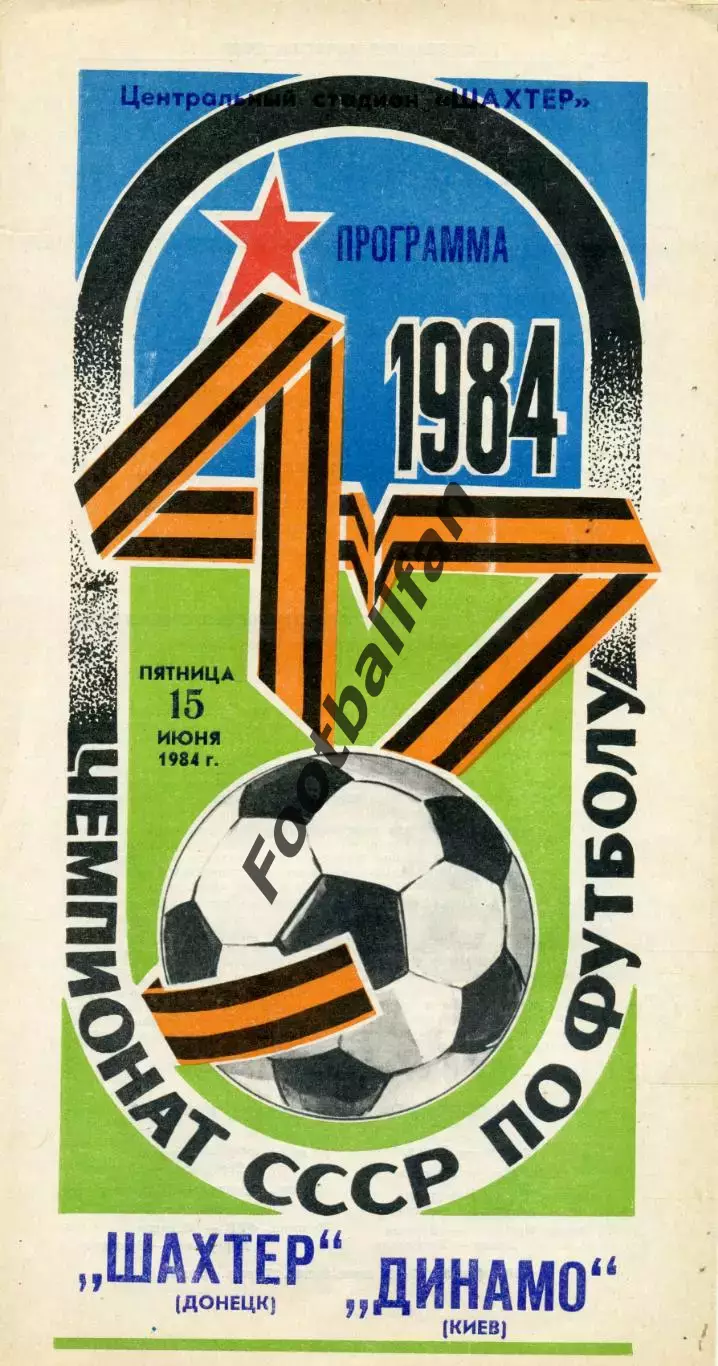 Центральный стадион «ШАХТЕР»
ПРОГРАММА
1984
ПЯТНИЦА
15
ИЮНЯ
1984 г.
ЧЕМПИОНАТ СССР ПО ФУТБОЛУ
Footballfan
„ШАХТЕР“
(ДОНЕЦК)
„ДИНАМО“
(КИЕВ)